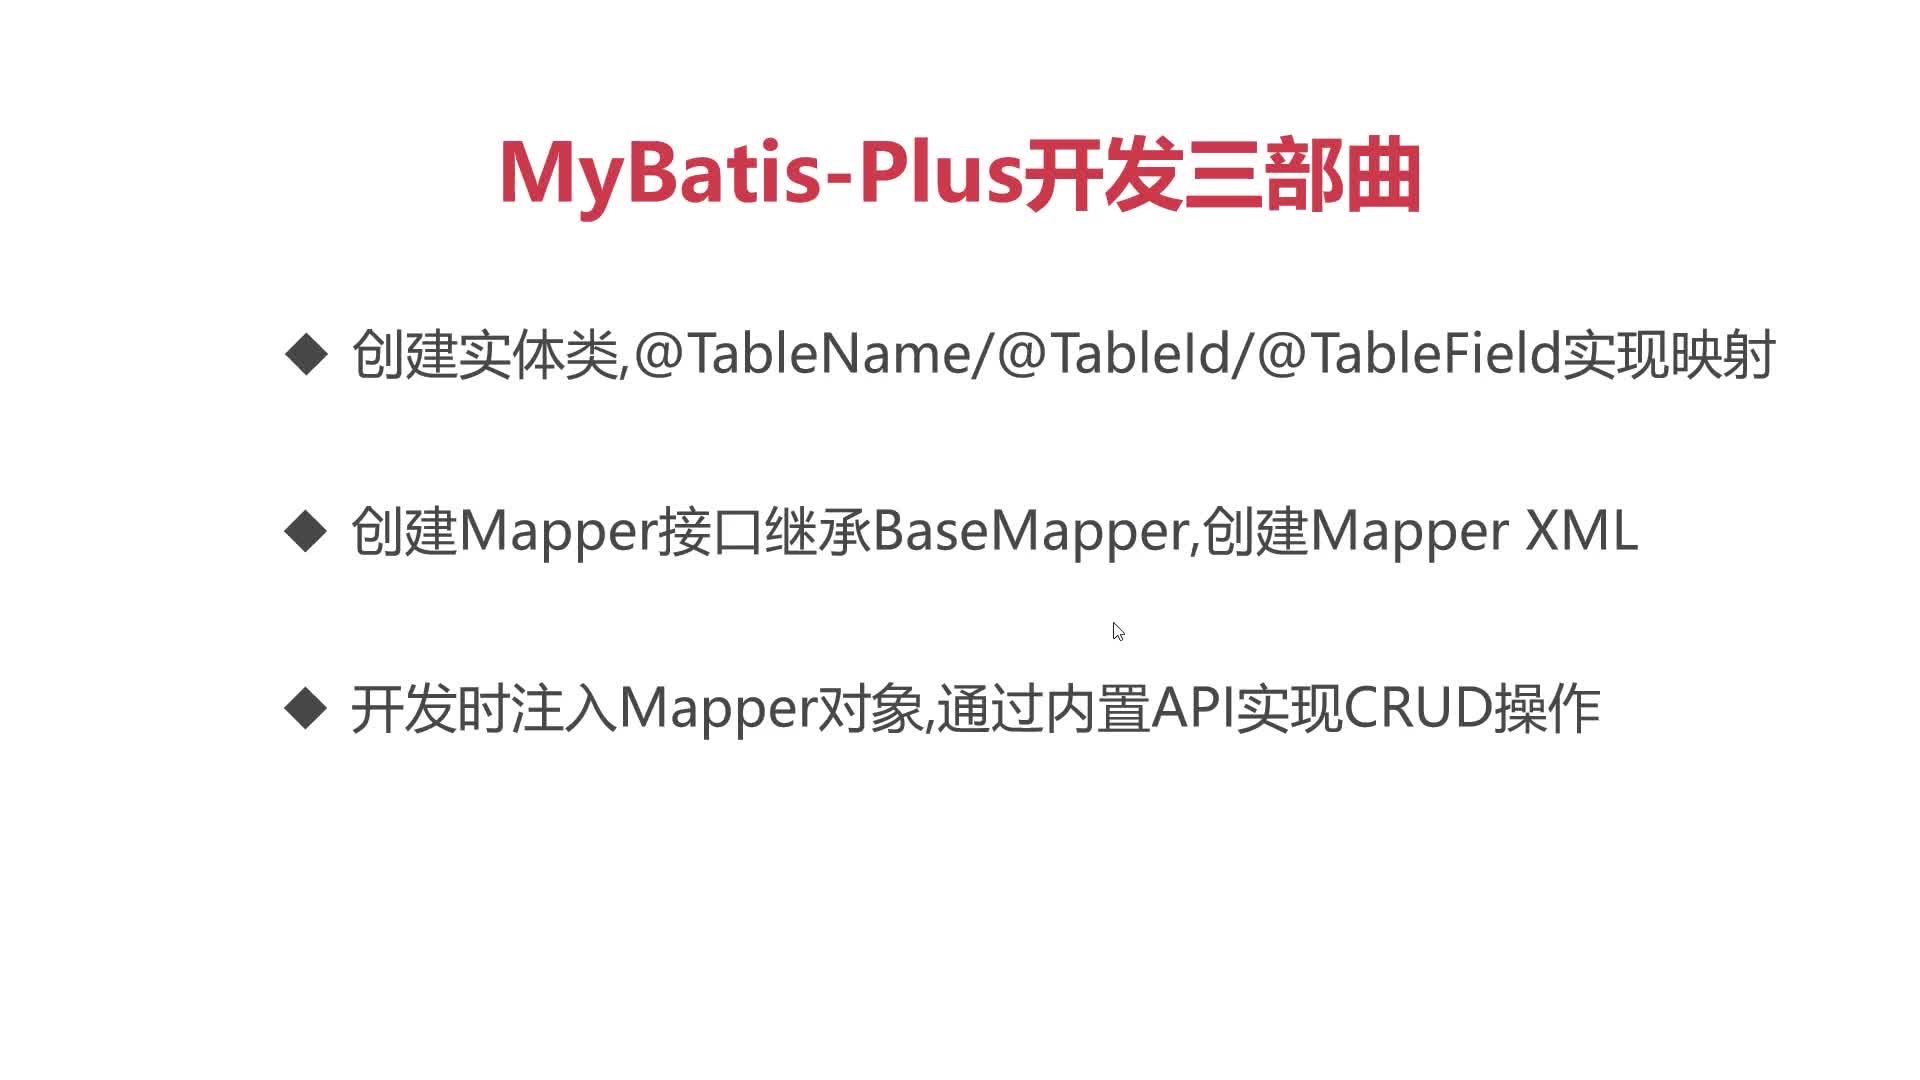 MyBatis-Plus开发三部曲
◆ 创建实体类,@TableName/@TableId/@TableField实现映射
◆ 创建Mapper接口继承BaseMapper,创建Mapper XML
◆ 开发时注入Mapper对象,通过内置API实现CRUD操作